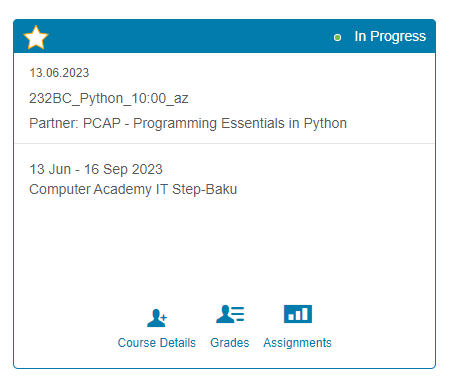 In Progress
13.06.2023
232BC_Python_10:00_az
Partner: PCAP - Programming Essentials in Python
13 Jun - 16 Sep 2023
Computer Academy IT Step-Baku
Course Details Grades Assignments